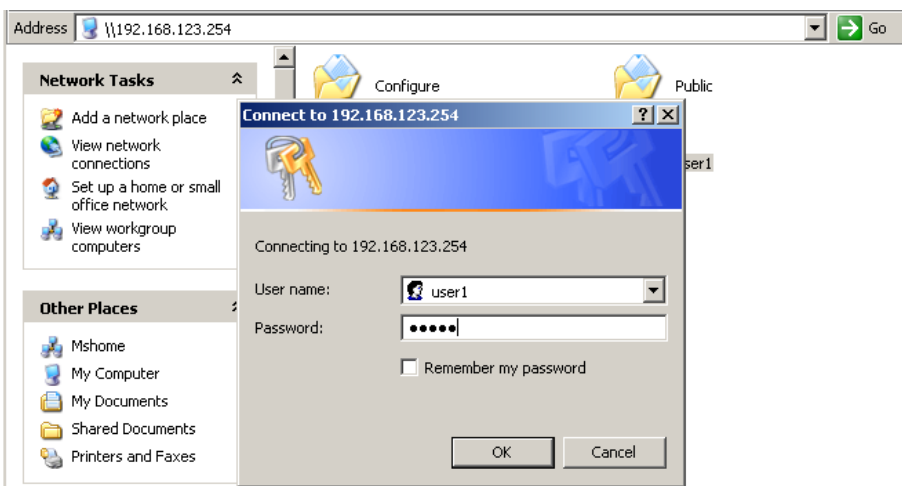 Address \\192.168.123.254 Go
Network Tasks
Add a network place
View network
connections
Set up a home or small
office network
View workgroup
computers
Other Places
Mshome
My Computer
My Documents
Shared Documents
Printers and Faxes
Configure
Public
ser1
Connect to 192.168.123.254
Connecting to 192.168.123.254
User name: user1
Password: •••••
Remember my password
OK Cancel